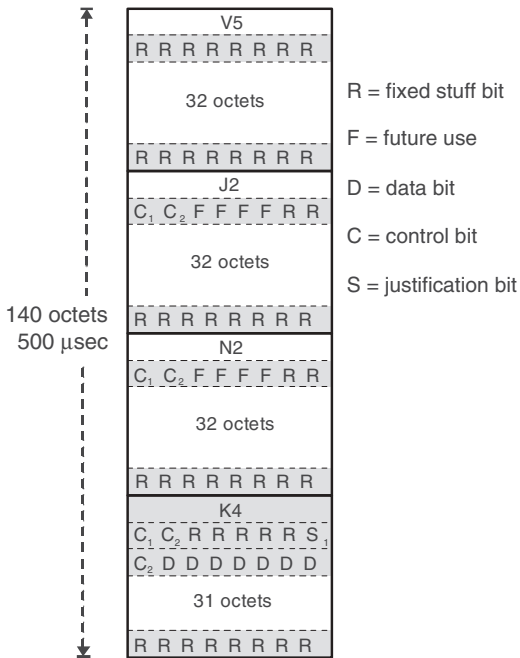 V5
R R R R R R R R
32 octets
R R R R R R R R
J2
C₁ C₂ F F F F R R
32 octets
R R R R R R R R
N2
C₁ C₂ F F F F R R
32 octets
R R R R R R R R
K4
C₁ C₂ R R R R R S₁
C₂ D D D D D D D
31 octets
R R R R R R R R
140 octets
500 μsec
R = fixed stuff bit
F = future use
D = data bit
C = control bit
S = justification bit